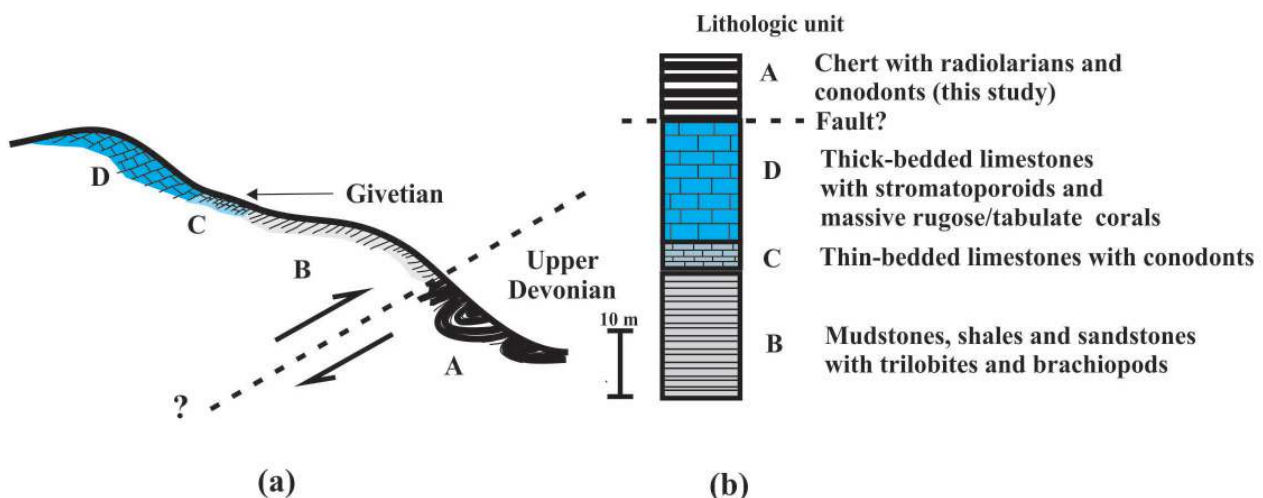 Lithologic unit
A
Chert with radiolarians and
conodonts (this study)
Fault?
D
Thick-bedded limestones
with stromatoporoids and
massive rugose/tabulate corals
C
Thin-bedded limestones with conodonts
B
Mudstones, shales and sandstones
with trilobites and brachiopods
10 m
D
C
Givetian
B
Upper
Devonian
A
?
(a)
(b)